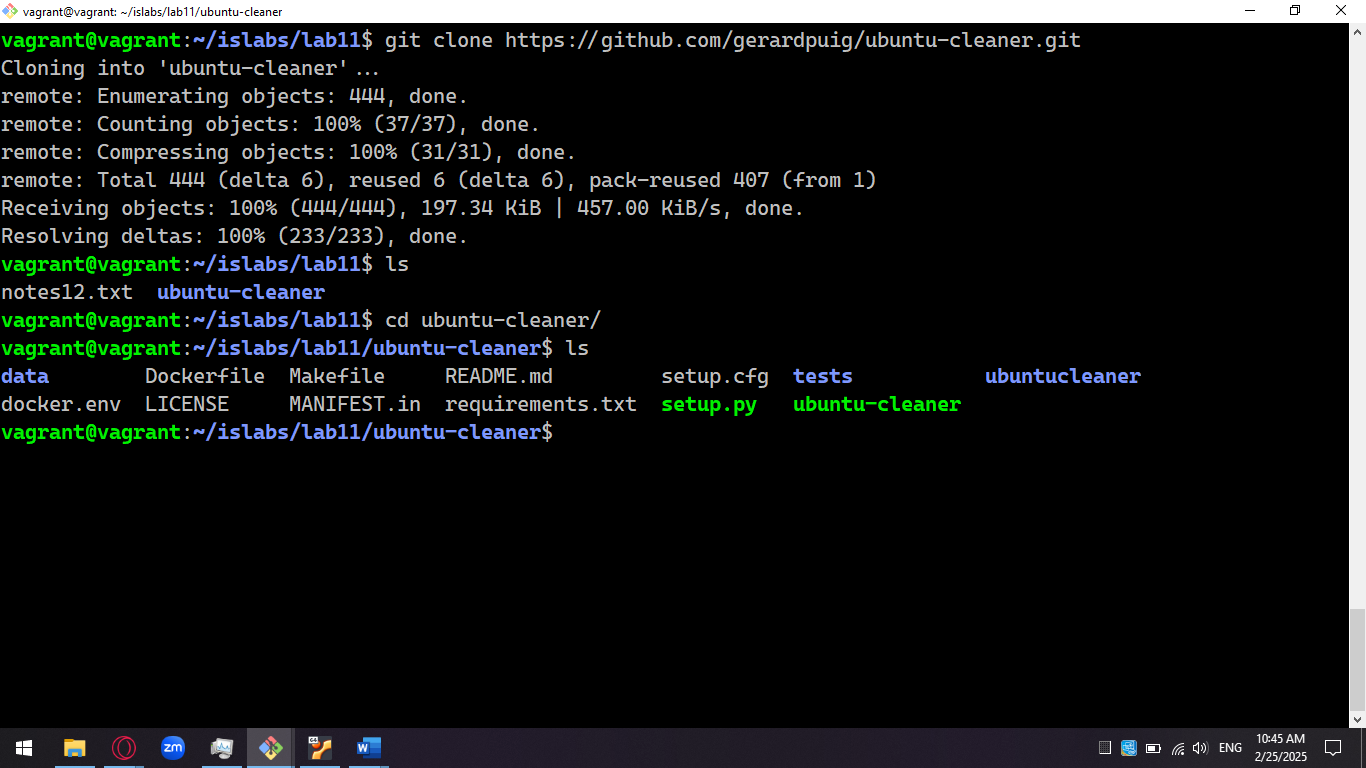 vagrant@vagrant: ~/islabs/lab11/ubuntu-cleaner
vagrant@vagrant:~/islabs/lab11$ git clone https://github.com/gerardpuig/ubuntu-cleaner.git
Cloning into 'ubuntu-cleaner'...
remote: Enumerating objects: 444, done.
remote: Counting objects: 100% (37/37), done.
remote: Compressing objects: 100% (31/31), done.
remote: Total 444 (delta 6), reused 6 (delta 6), pack-reused 407 (from 1)
Receiving objects: 100% (444/444), 197.34 KiB | 457.00 KiB/s, done.
Resolving deltas: 100% (233/233), done.
vagrant@vagrant:~/islabs/lab11$ ls
notes12.txt  ubuntu-cleaner
vagrant@vagrant:~/islabs/lab11$ cd ubuntu-cleaner/
vagrant@vagrant:~/islabs/lab11/ubuntu-cleaner$ ls
data        Dockerfile  Makefile     README.md         setup.cfg  tests           ubuntucleaner
docker.env  LICENSE     MANIFEST.in  requirements.txt  setup.py   ubuntu-cleaner
vagrant@vagrant:~/islabs/lab11/ubuntu-cleaner$
zm
64
W
ENG
10:45 AM
2/25/2025